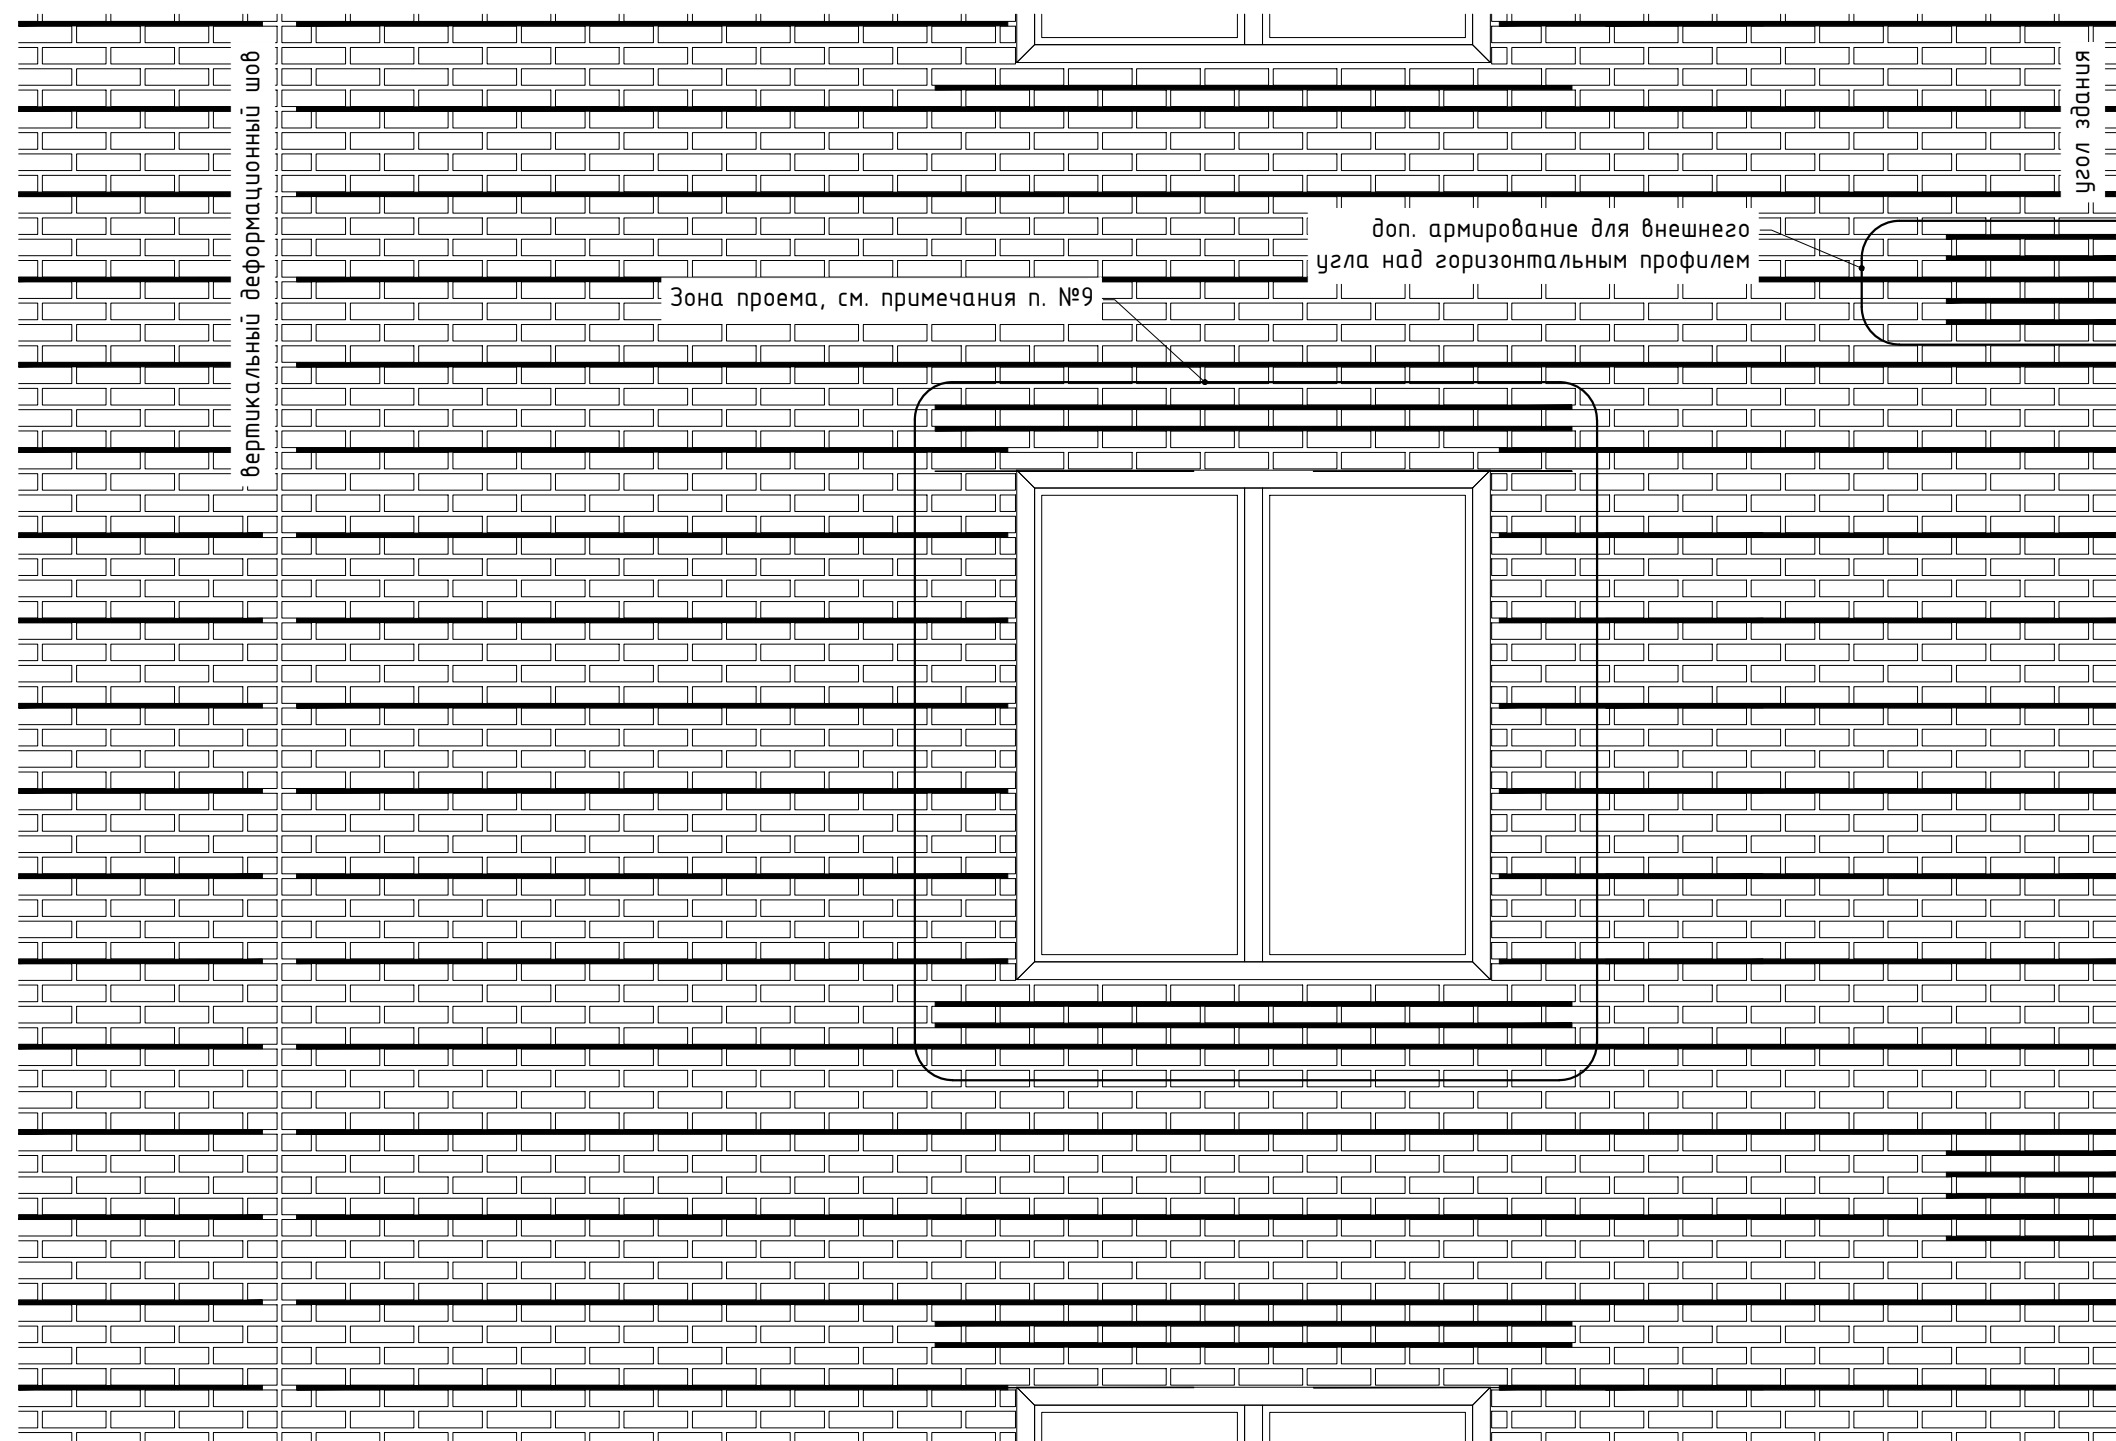 вертикальный деформационный шов
угол здания
доп. армирование для внешнего
угла над горизонтальным профилем
Зона проема, см. примечания п. №9